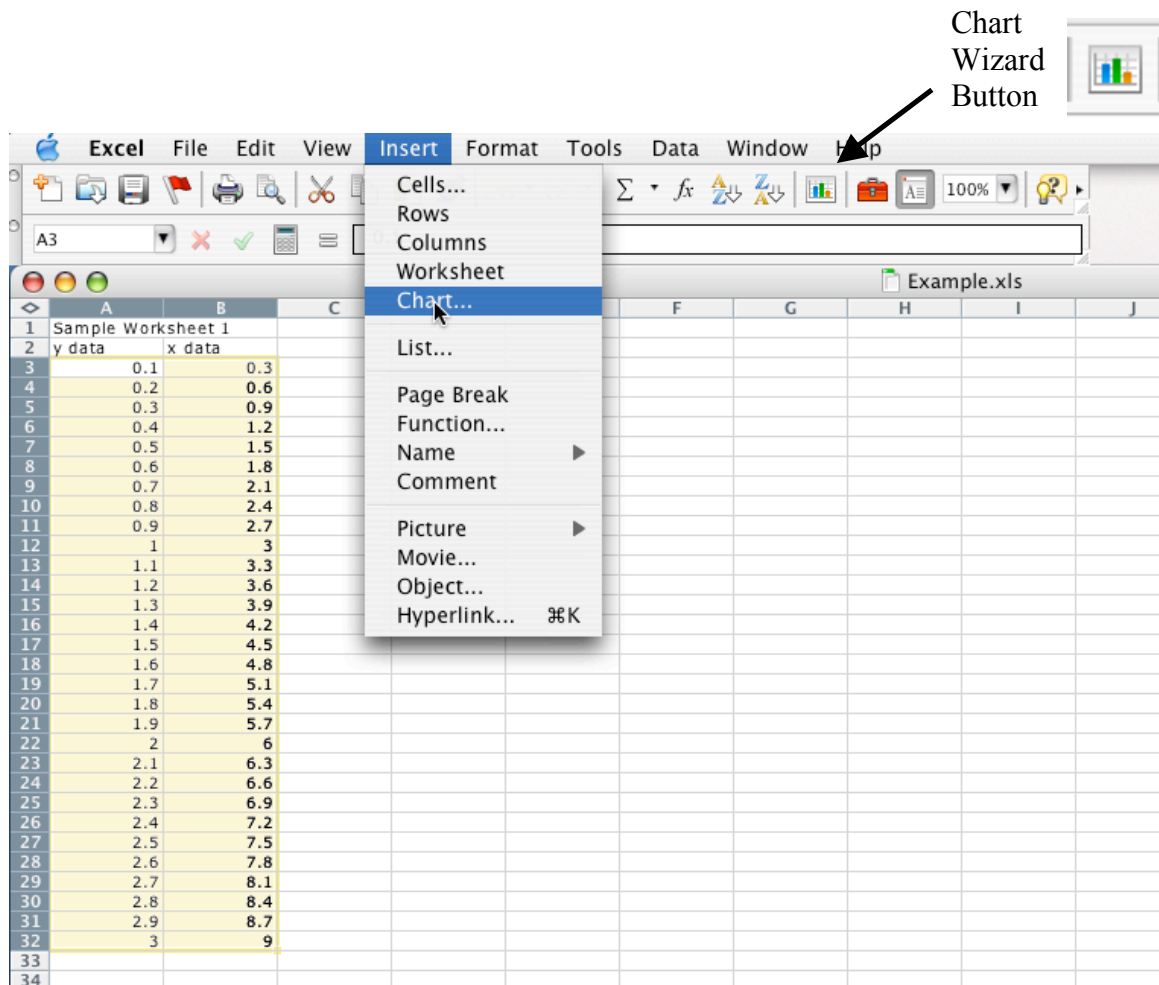 Chart
Wizard
Button
Excel File Edit View Insert Format Tools Data Window Help
Cells...
Rows
Columns
Worksheet
Chart...
List...
Page Break
Function...
Name
Comment
Picture
Movie...
Object...
Hyperlink... ⌘K
Σ fx A Z Z A A 100% ?
A3
Example.xls
A B C F G H I J
1 Sample Worksheet 1
2 y data x data
3 0.1 0.3
4 0.2 0.6
5 0.3 0.9
6 0.4 1.2
7 0.5 1.5
8 0.6 1.8
9 0.7 2.1
10 0.8 2.4
11 0.9 2.7
12 1 3
13 1.1 3.3
14 1.2 3.6
15 1.3 3.9
16 1.4 4.2
17 1.5 4.5
18 1.6 4.8
19 1.7 5.1
20 1.8 5.4
21 1.9 5.7
22 2 6
23 2.1 6.3
24 2.2 6.6
25 2.3 6.9
26 2.4 7.2
27 2.5 7.5
28 2.6 7.8
29 2.7 8.1
30 2.8 8.4
31 2.9 8.7
32 3 9
33
34